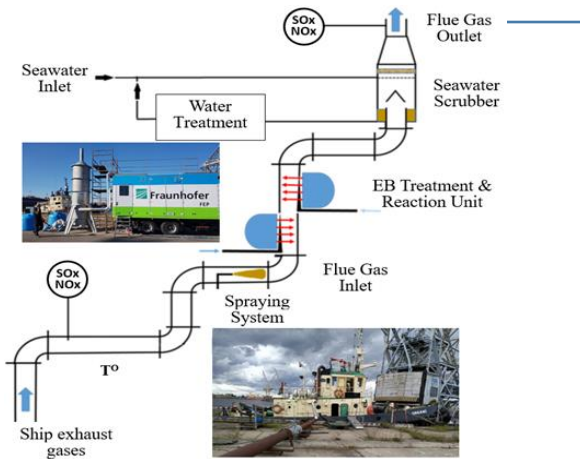 SOx
NOx
Flue Gas
Outlet
Seawater
Inlet
Seawater
Scrubber
Water
Treatment
Fraunhofer
FEP
EB Treatment &
Reaction Unit
SOx
NOx
Flue Gas
Inlet
Spraying
System
T°
Ship exhaust
gases